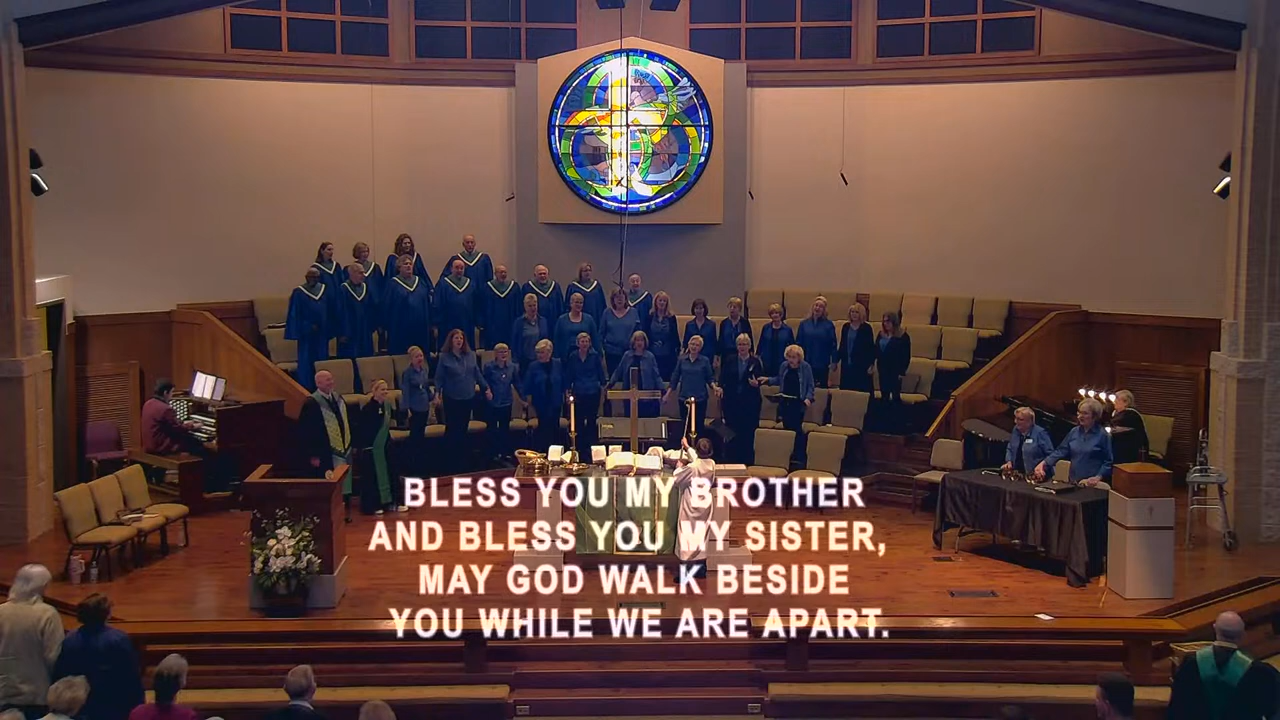 BLESS YOU MY BROTHER
AND BLESS YOU MY SISTER,
MAY GOD WALK BESIDE
YOU WHILE WE ARE APART.